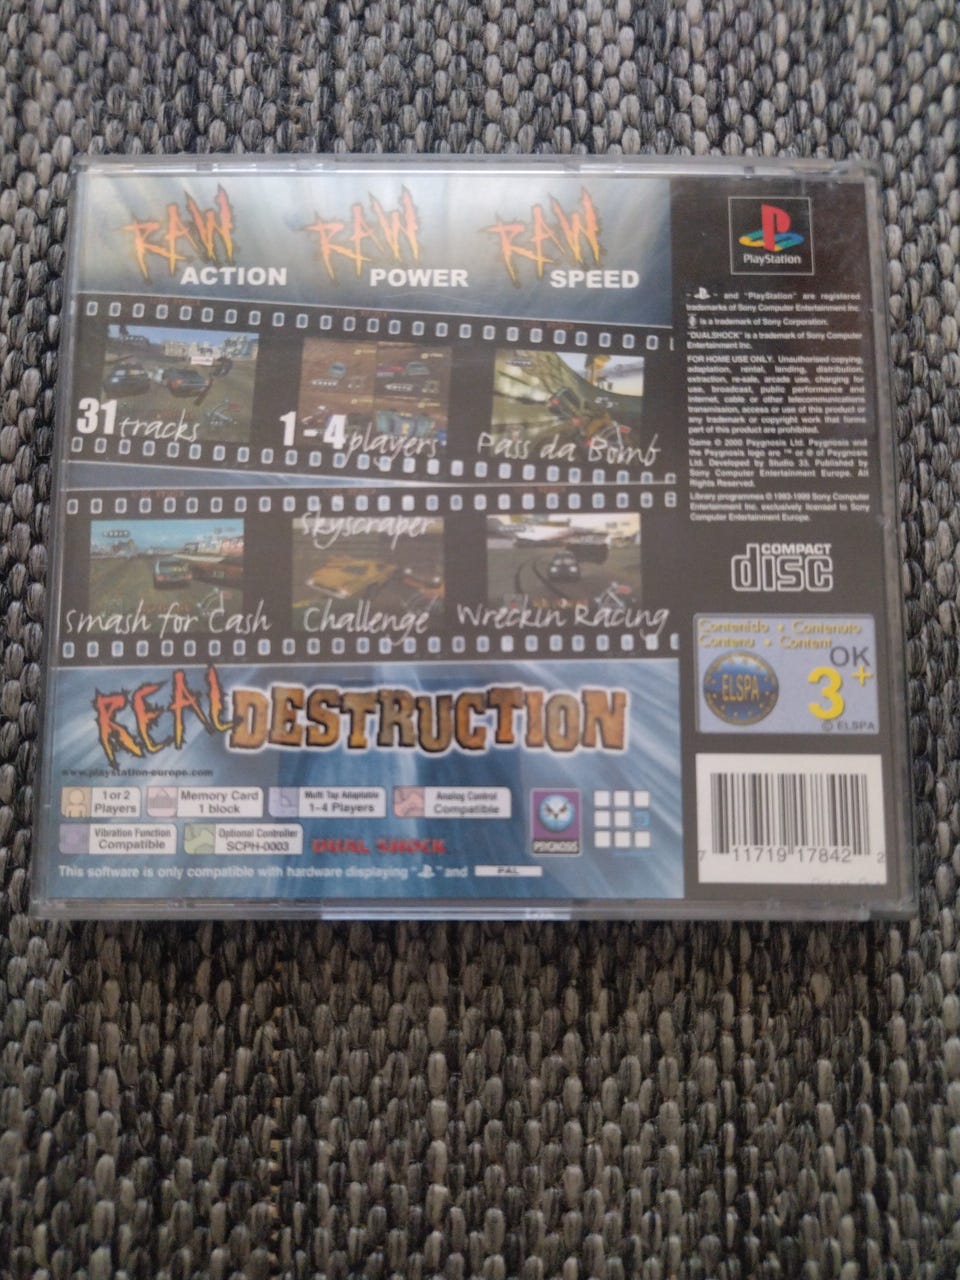 RAW
ACTION
RAW
POWER
RAW
SPEED
31 tracks
1-4 players
Pass da Bomb
Smash for Cash
Skyscraper
Challenge
Wreckin Racing
REAL DESTRUCTION
www.playstation-europe.com
1 or 2
Players
Memory Card
1 block
Multi Tap Adaptable
1-4 Players
Analog Control
Compatible
Vibration Function
Compatible
Optional Controller
SCPH-0003
DUAL SHOCK
PSYGNOSIS
This software is only compatible with hardware displaying "PS" and PAL
PlayStation
"PS" and "PlayStation" are registered
trademarks of Sony Computer Entertainment Inc.
is a trademark of Sony Corporation.
"DUALSHOCK" is a trademark of Sony Computer
Entertainment Inc.
FOR HOME USE ONLY. Unauthorised copying,
adaptation, rental, lending, distribution,
extraction, re-sale, arcade use, charging for
use, broadcast, public performance and
internet, cable or other telecommunications
transmission, access or use of this product or
any trademark or copyright work that forms
part of this product are prohibited.
Game © 2000 Psygnosis Ltd. Psygnosis and
the Psygnosis logo are ™ or ® of Psygnosis
Ltd. Developed by Studio 33. Published by
Sony Computer Entertainment Europe. All
Rights Reserved.
Library programmes © 1993-1999 Sony Computer
Entertainment Inc. exclusively licensed to Sony
Computer Entertainment Europe.
COMPACT
disc
Contenido • Contenuto
Contenu • Content
OK
ELSPA
3+
© ELSPA
7 11719 17842 2